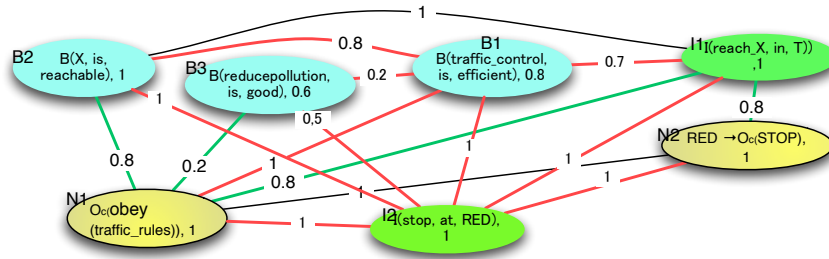 1
B2
B(X, is,
reachable), 1
0.8
B3
B(reducepollution,
is, good), 0.6
0.2
B1
B(traffic_control,
is, efficient), 0.8
0.7
I1
I(reach_X, in, T))
,1
0.8
N2
RED →Oc(STOP),
1
1
0.5
0.8
0.2
1
0.8
1
1
1
1
N1
Oc(obey
(traffic_rules)), 1
1
I2
I(stop, at, RED),
1